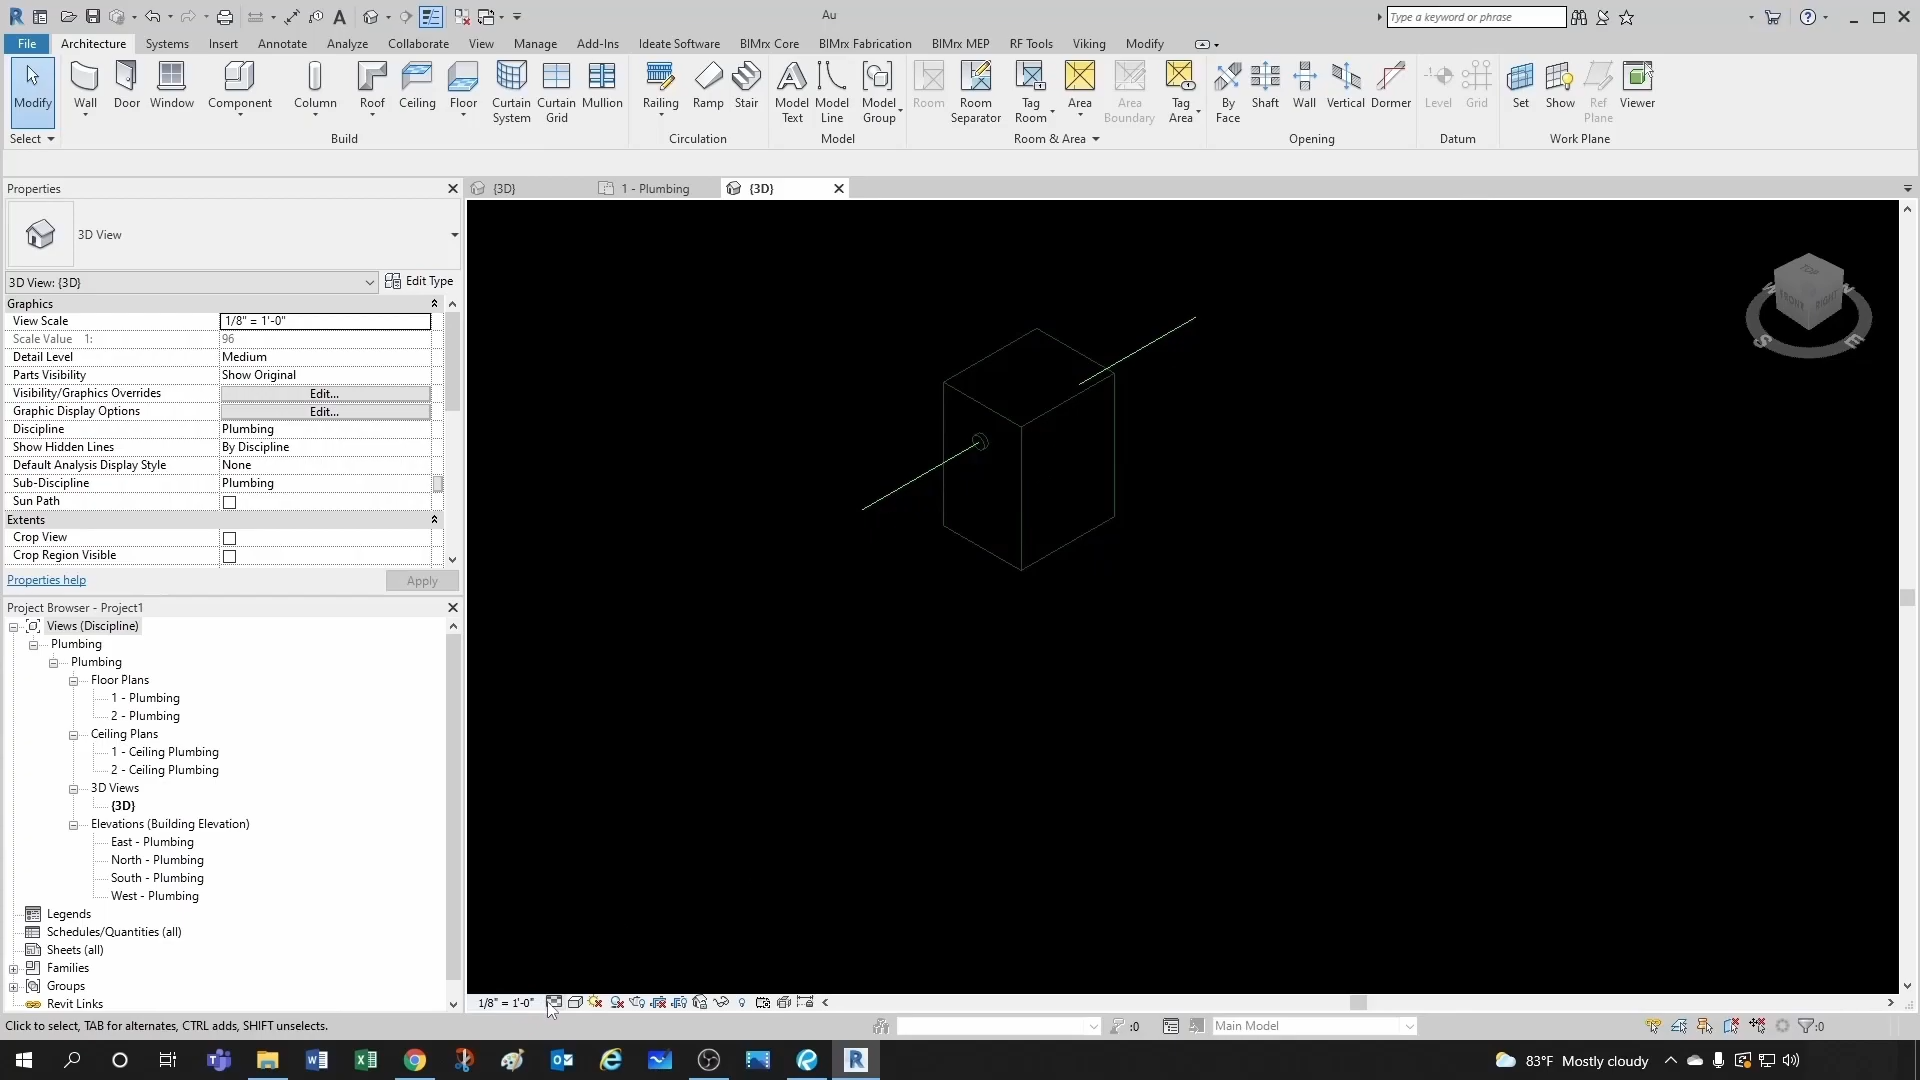 Au
Type a keyword or phrase
File Architecture Systems Insert Annotate Analyze Collaborate View Manage Add-Ins Ideate Software BIMrx Core BIMrx Fabrication BIMrx MEP RF Tools Viking Modify
Modify Wall Door Window Component Column Roof Ceiling Floor Curtain System Curtain Grid Mullion Railing Ramp Stair Model Text Model Line Model Group Room Room Separator Tag Room Area Area Boundary Tag Area By Face Shaft Wall Vertical Dormer Level Grid Set Show Ref Plane Viewer
Select Build Circulation Model Room & Area Opening Datum Work Plane
Properties
{3D} 1 - Plumbing {3D}
3D View
3D View: {3D} Edit Type
Graphics
View Scale 1/8" = 1'-0"
Scale Value 1: 96
Detail Level Medium
Parts Visibility Show Original
Visibility/Graphics Overrides Edit...
Graphic Display Options Edit...
Discipline Plumbing
Show Hidden Lines By Discipline
Default Analysis Display Style None
Sub-Discipline Plumbing
Sun Path
Extents
Crop View
Crop Region Visible
Properties help Apply
TOP
FRONT RIGHT
S E
Project Browser - Project1
Views (Discipline)
Plumbing
Plumbing
Floor Plans
1 - Plumbing
2 - Plumbing
Ceiling Plans
1 - Ceiling Plumbing
2 - Ceiling Plumbing
3D Views
{3D}
Elevations (Building Elevation)
East - Plumbing
North - Plumbing
South - Plumbing
West - Plumbing
Legends
Schedules/Quantities (all)
Sheets (all)
Families
Groups
Revit Links
1/8" = 1'-0"
Click to select, TAB for alternates, CTRL adds, SHIFT unselects.
:0
Main Model
:0
83°F Mostly cloudy